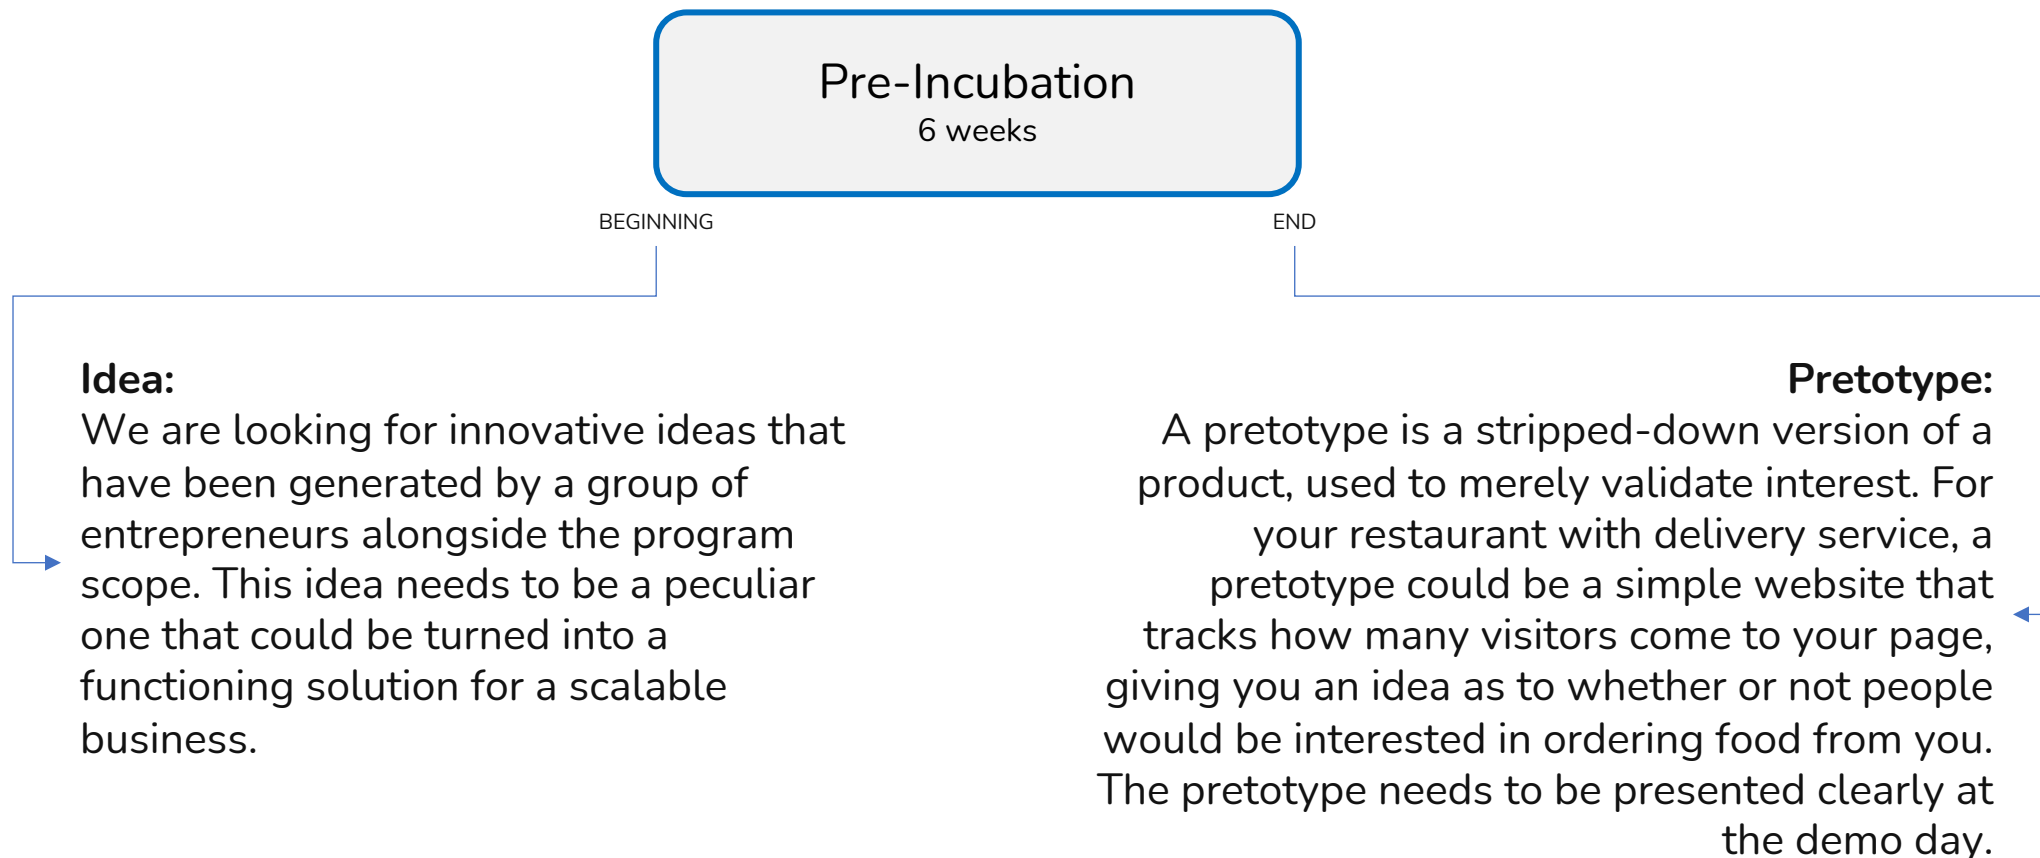 Pre-Incubation
6 weeks
BEGINNING
END
Idea:
We are looking for innovative ideas that
have been generated by a group of
entrepreneurs alongside the program
scope. This idea needs to be a peculiar
one that could be turned into a
functioning solution for a scalable
business.
Pretotype:
A pretotype is a stripped-down version of a
product, used to merely validate interest. For
your restaurant with delivery service, a
pretotype could be a simple website that
tracks how many visitors come to your page,
giving you an idea as to whether or not people
would be interested in ordering food from you.
The pretotype needs to be presented clearly at
the demo day.